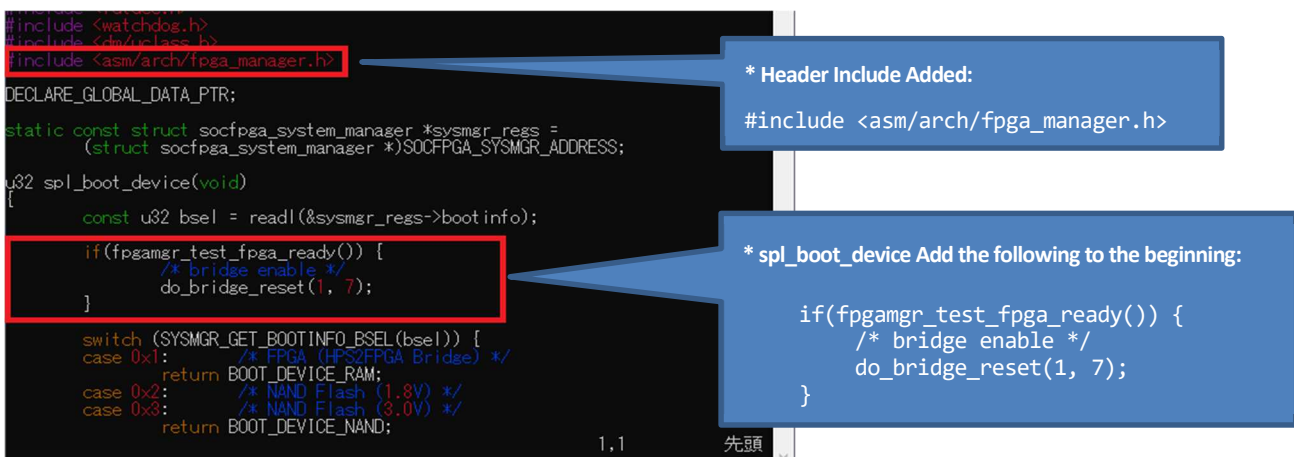 #include <watchdog.h>
#include <dm/uclass.h>
#include <asm/arch/fpga_manager.h>
DECLARE_GLOBAL_DATA_PTR;
static const struct socfpga_system_manager *sysmgr_regs =
(struct socfpga_system_manager *)SOCFPGA_SYSMGR_ADDRESS;
u32 spl_boot_device(void)
{
const u32 bsel = readl(&sysmgr_regs->bootinfo);
if(fpgamgr_test_fpga_ready()) {
/* bridge enable */
do_bridge_reset(1, 7);
}
switch (SYSMGR_GET_BOOTINFO_BSEL(bsel)) {
case 0x1: /* FPGA (HPS2FPGA Bridge) */
return BOOT_DEVICE_RAM;
case 0x2: /* NAND Flash (1.8V) */
case 0x3: /* NAND Flash (3.0V) */
return BOOT_DEVICE_NAND;
1,1 先頭
* Header Include Added:
#include <asm/arch/fpga_manager.h>
* spl_boot_device Add the following to the beginning:
if(fpgamgr_test_fpga_ready()) {
/* bridge enable */
do_bridge_reset(1, 7);
}